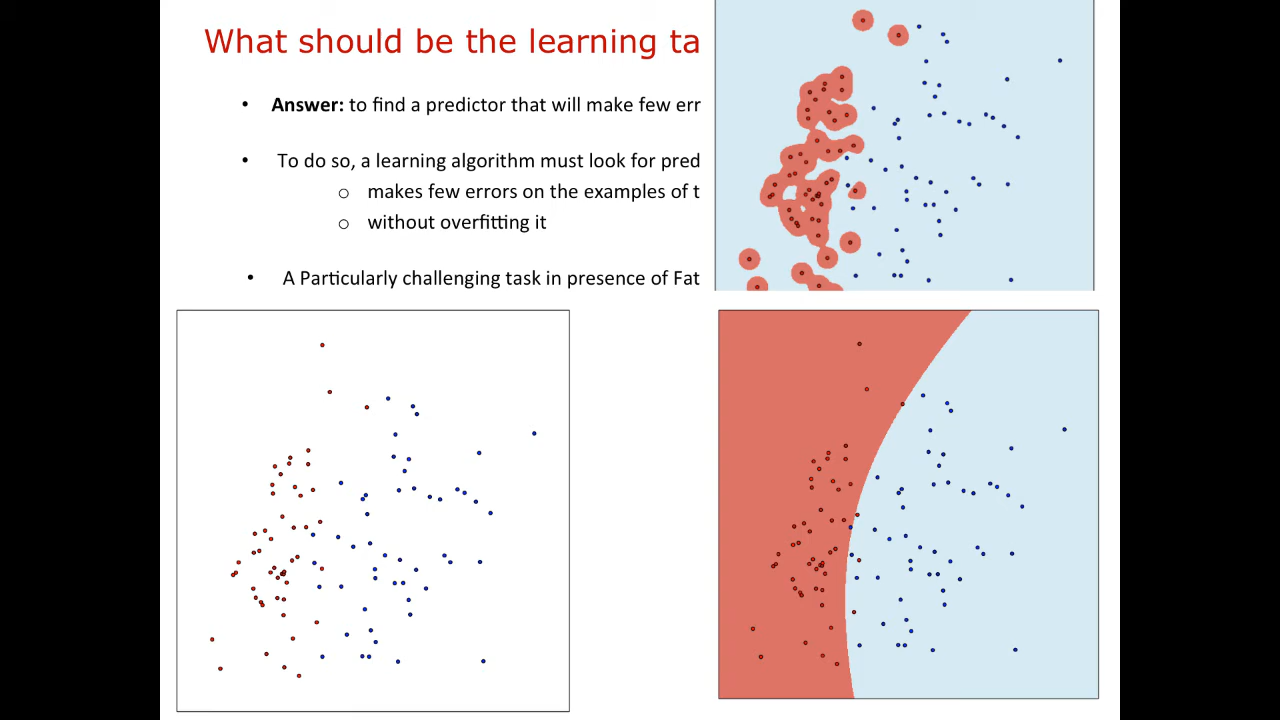 What should be the learning ta
• Answer: to find a predictor that will make few err
• To do so, a learning algorithm must look for pred
o makes few errors on the examples of t
o without overfitting it
• A Particularly challenging task in presence of Fat